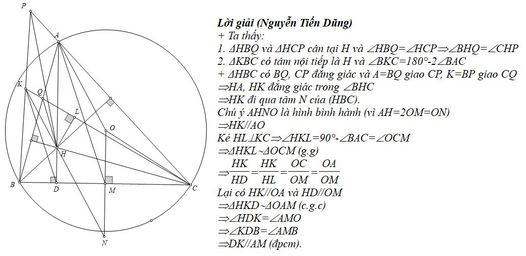 P
A
K
Q
L
O
H
B
D
M
C
N
Lời giải (Nguyễn Tiến Dũng)
+ Ta thấy:
1. ΔHBQ và ΔHCP cân tại H và ∠HBQ=∠HCP⇒∠BHQ=∠CHP
2. ΔKBC có tâm nội tiếp là H và ∠BKC=180°-2∠BAC
+ ΔHBC có BQ, CP đẳng giác và A=BQ giao CP, K=BP giao CQ
⇒HA, HK đẳng giác trong ∠BHC
⇒HK đi qua tâm N của (HBC).
Chú ý AHNO là hình bình hành (vì AH=2OM=ON)
⇒HK//AO
Kẻ HL⊥KC⇒∠HKL=90°-∠BAC=∠OCM
⇒ΔHKL~ΔOCM (g.g)
⇒HK/HD=HK/HL=OC/OM=OA/OM
Lại có HK//OA và HD//OM
⇒ΔHKD~ΔOAM (c.g.c)
⇒∠HDK=∠AMO
⇒∠KDB=∠AMB
⇒DK//AM (đpcm).